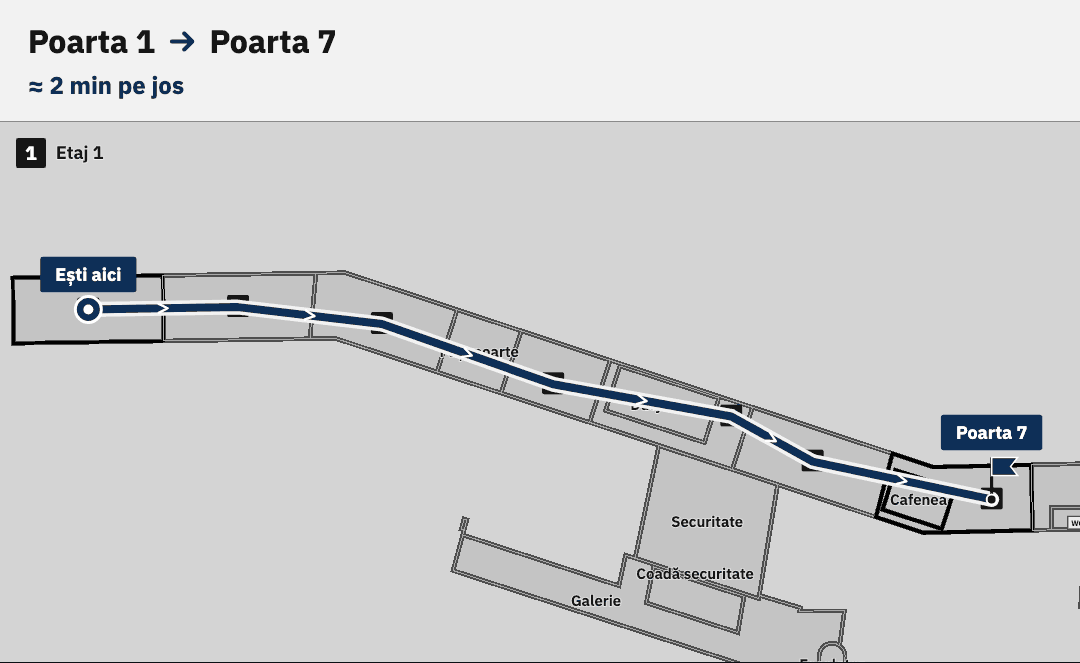 Poarta 1 → Poarta 7
≈ 2 min pe jos
1 Etaj 1
Ești aici
Poarta 7
Cafenea
Securitate
Coadă securitate
Galerie